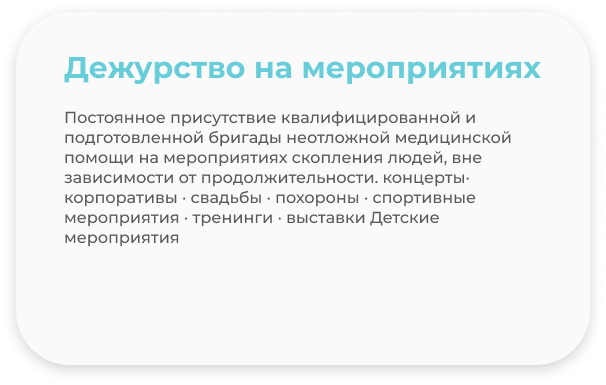 Дежурство на мероприятиях
Постоянное присутствие квалифицированной и
подготовленной бригады неотложной медицинской
помощи на мероприятиях скопления людей, вне
зависимости от продолжительности. концерты·
корпоративы · свадьбы · похороны · спортивные
мероприятия · тренинги · выставки Детские
мероприятия